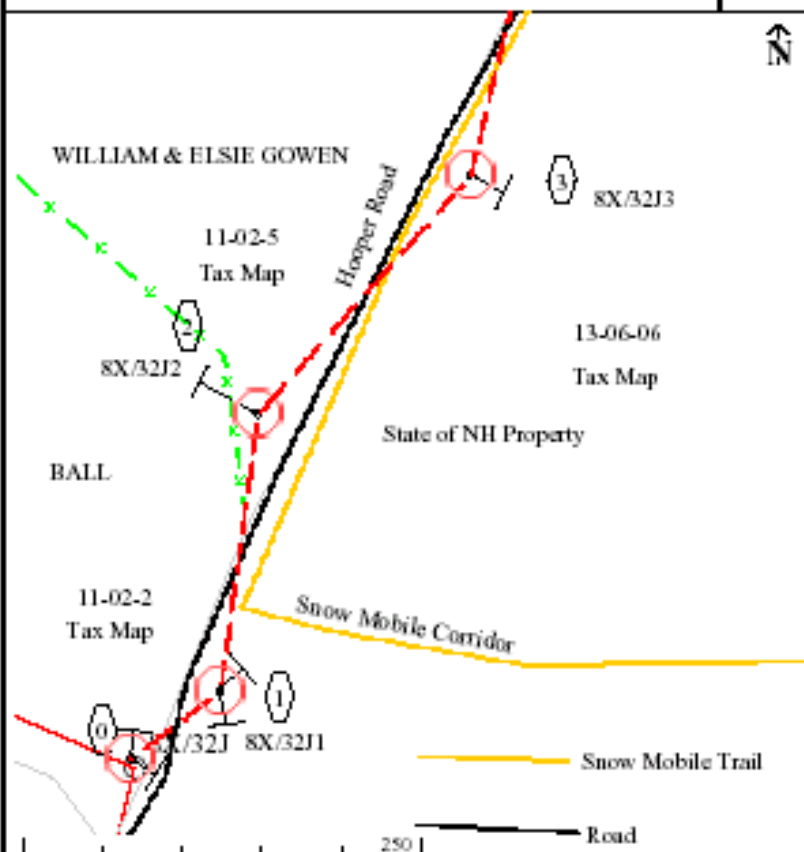 N
WILLIAM & ELSIE GOWEN
Hooper Road
3
8X/32J3
11-02-5
Tax Map
2
8X/32J2
13-06-06
Tax Map
State of NH Property
BALL
11-02-2
Tax Map
Snow Mobile Corridor
1
0
8X/32J
8X/32J1
Snow Mobile Trail
Road
250